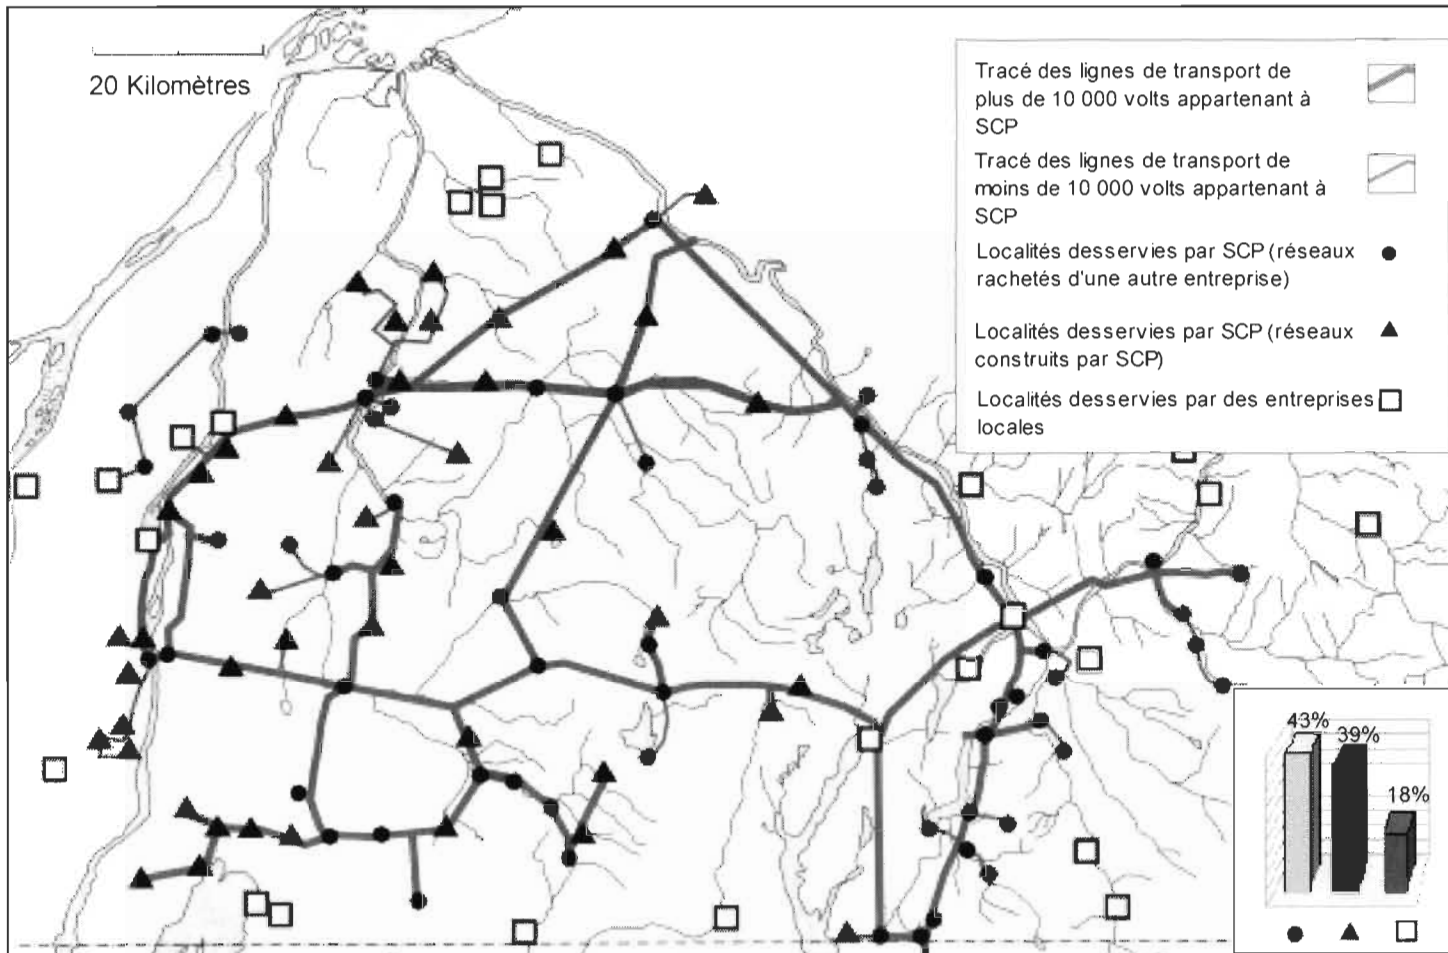 20 Kilomètres
Tracé des lignes de transport de
plus de 10 000 volts appartenant à
SCP
Tracé des lignes de transport de
moins de 10 000 volts appartenant à
SCP
Localités desservies par SCP (réseaux
rachetés d'une autre entreprise)
Localités desservies par SCP (réseaux
construits par SCP)
Localités desservies par des entreprises
locales
43%
39%
18%